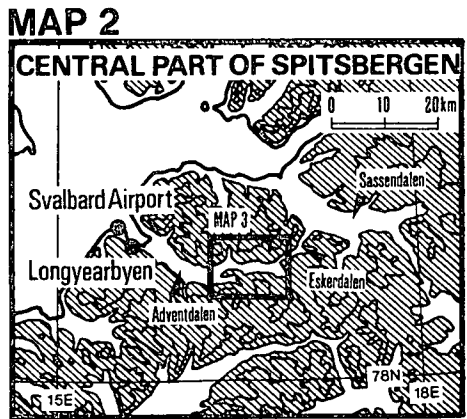 MAP 2
CENTRAL PART OF SPITSBERGEN
0 10 20km
Sassendalen
Svalbard Airport
MAP 3
Longyearbyen
Eskerdalen
Adventdalen
78N
15E
18E